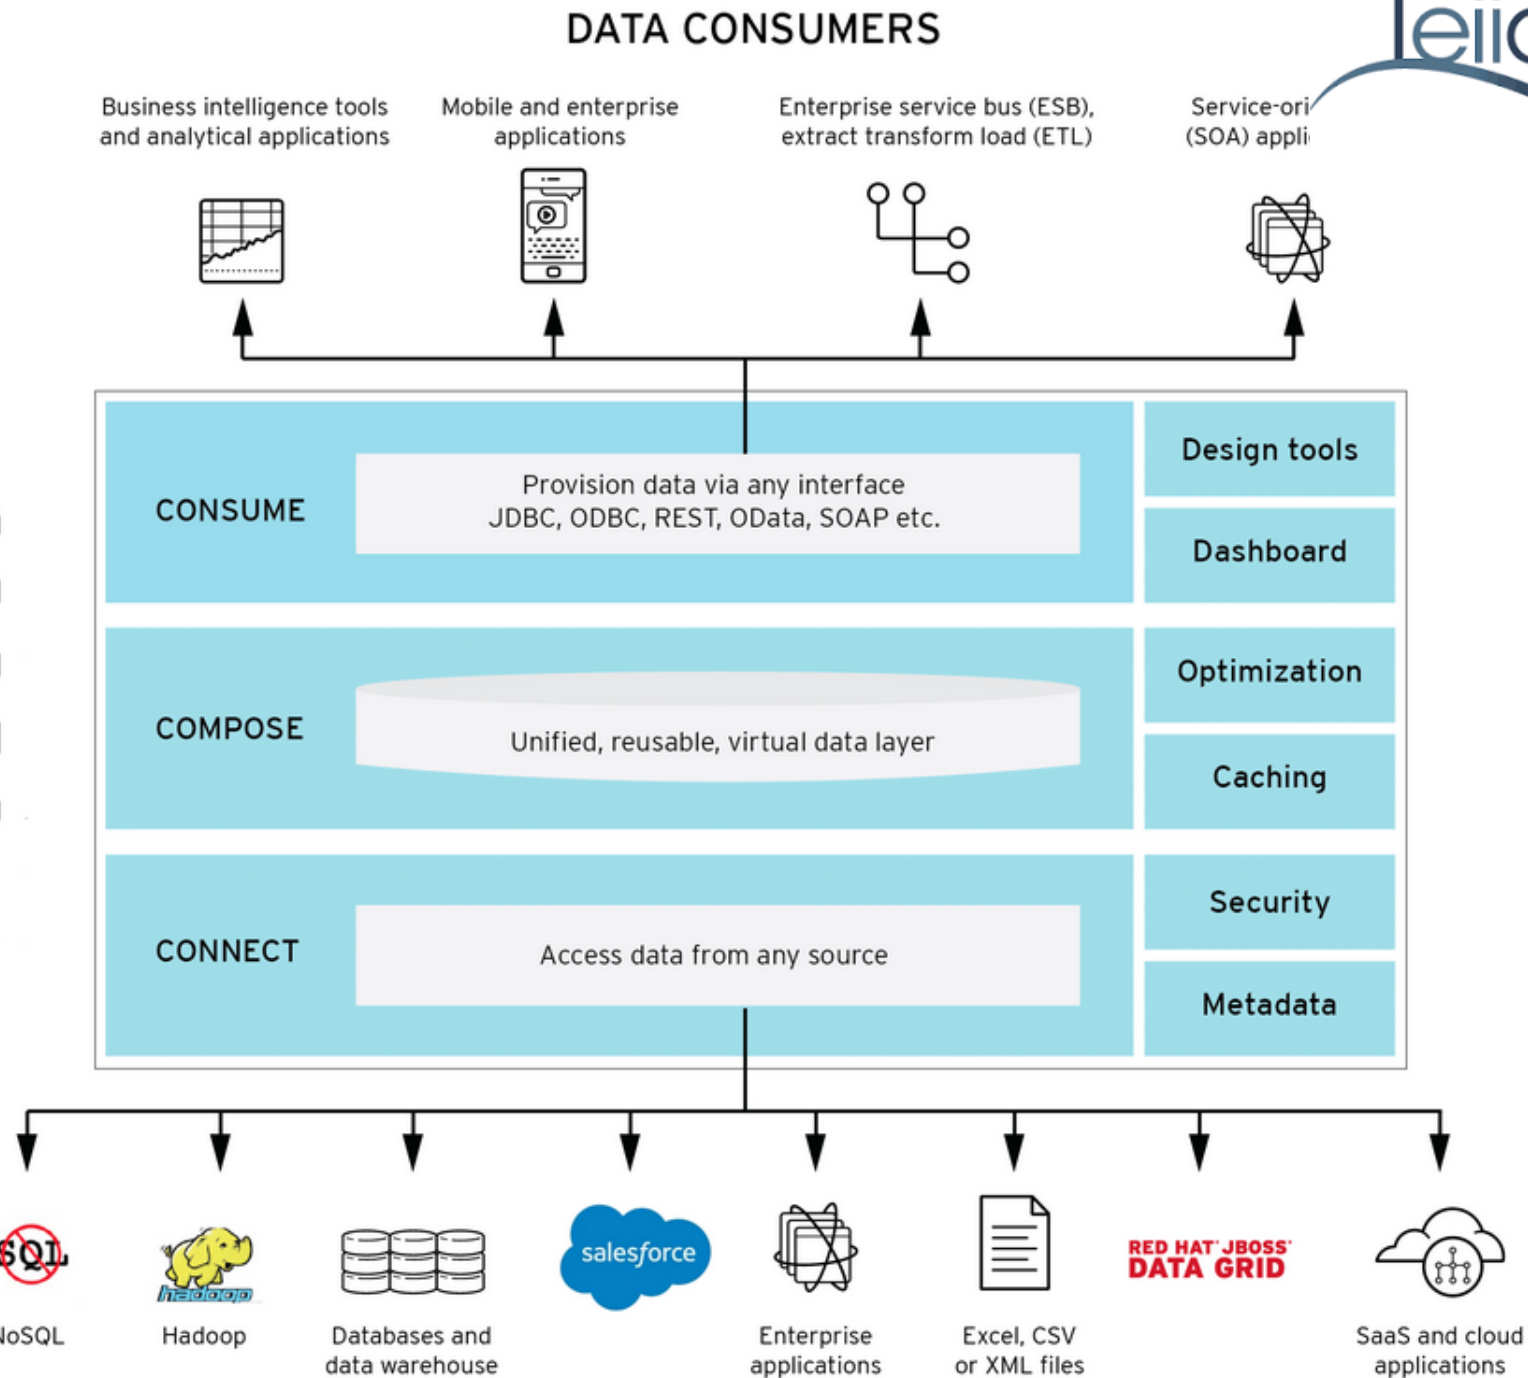 DATA CONSUMERS
Business intelligence tools
and analytical applications
Mobile and enterprise
applications
Enterprise service bus (ESB),
extract transform load (ETL)
(SOA)
CONSUME
Provision data via any interface
JDBC, ODBC, REST, OData, SOAP etc.
Design tools
Dashboard
COMPOSE
Unified, reusable, virtual data layer
Optimization
Caching
CONNECT
Access data from any source
Security
Metadata
SQL
hadoop
salesforce
RED HAT JBOSS
DATA GRID
NoSQL
Hadoop
Databases and
data warehouse
Enterprise
applications
Excel, CSV
or XML files
SaaS and cloud
applications